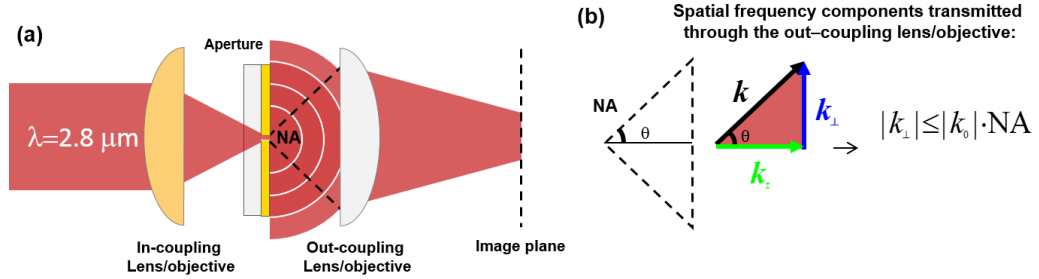 (a)
Aperture
λ=2.8 μm
NA
In-coupling
Lens/objective
Out-coupling
Lens/objective
Image plane
(b)
Spatial frequency components transmitted
through the out–coupling lens/objective:
NA
θ
k
k⊥
θ
kz
|k⊥|≤|k0|·NA